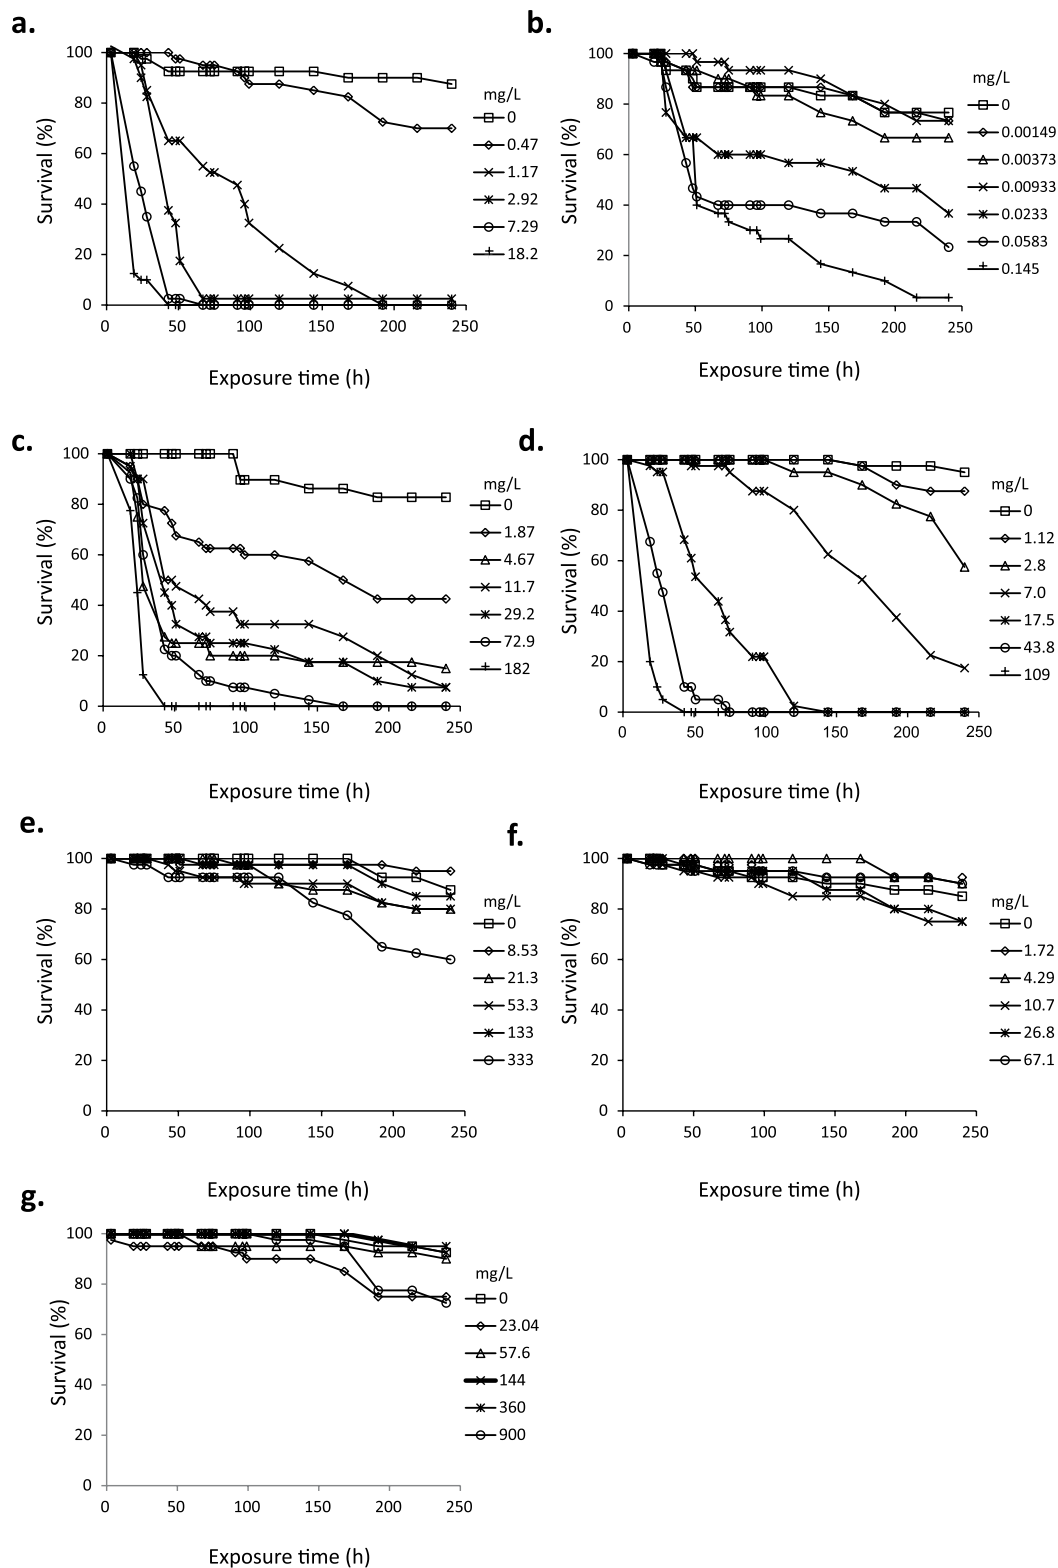 a.
100
80
60
40
20
0
Survival (%)
0 50 100 150 200 250
Exposure time (h)
mg/L
0
0.47
1.17
2.92
7.29
18.2
b.
100
80
60
40
20
0
Survival (%)
0 50 100 150 200 250
Exposure time (h)
mg/L
0
0.00149
0.00373
0.00933
0.0233
0.0583
0.145
c.
100
80
60
40
20
0
Survival (%)
0 50 100 150 200 250
Exposure time (h)
mg/L
0
1.87
4.67
11.7
29.2
72.9
182
d.
100
80
60
40
20
0
Survival (%)
0 50 100 150 200 250
Exposure time (h)
mg/L
0
1.12
2.8
7.0
17.5
43.8
109
e.
100
80
60
40
20
0
Survival (%)
0 50 100 150 200 250
Exposure time (h)
mg/L
0
8.53
21.3
53.3
133
333
f.
100
80
60
40
20
0
Survival (%)
0 50 100 150 200 250
Exposure time (h)
mg/L
0
1.72
4.29
10.7
26.8
67.1
g.
100
80
60
40
20
0
Survival (%)
0 50 100 150 200 250
Exposure time (h)
mg/L
0
23.04
57.6
144
360
900